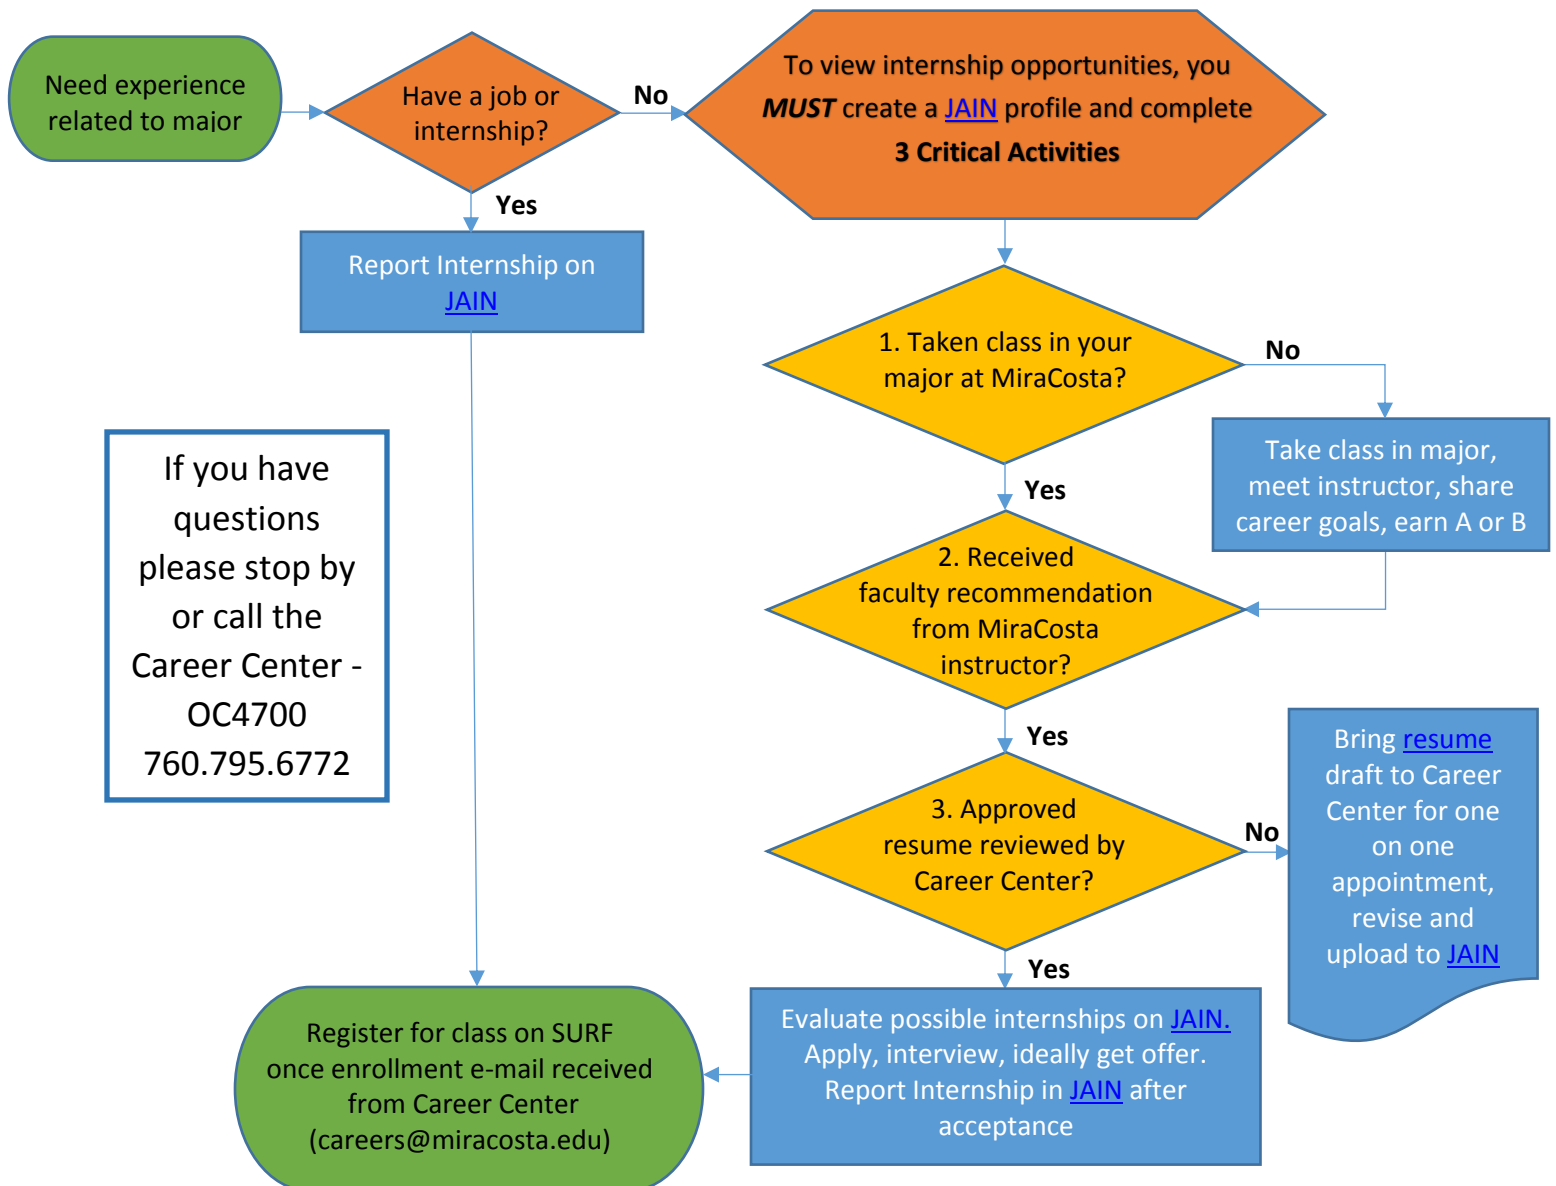 Need experience
related to major
Have a job or
internship?
No
To view internship opportunities, you
MUST create a JAIN profile and complete
3 Critical Activities
Yes
Report Internship on
JAIN
1. Taken class in your
major at MiraCosta?
No
Take class in major,
meet instructor, share
career goals, earn A or B
Yes
2. Received
faculty recommendation
from MiraCosta
instructor?
If you have
questions
please stop by
or call the
Career Center -
OC4700
760.795.6772
Yes
3. Approved
resume reviewed by
Career Center?
No
Bring resume
draft to Career
Center for one
on one
appointment,
revise and
upload to JAIN
Yes
Evaluate possible internships on JAIN.
Apply, interview, ideally get offer.
Report Internship in JAIN after
acceptance
Register for class on SURF
once enrollment e-mail received
from Career Center
(careers@miracosta.edu)